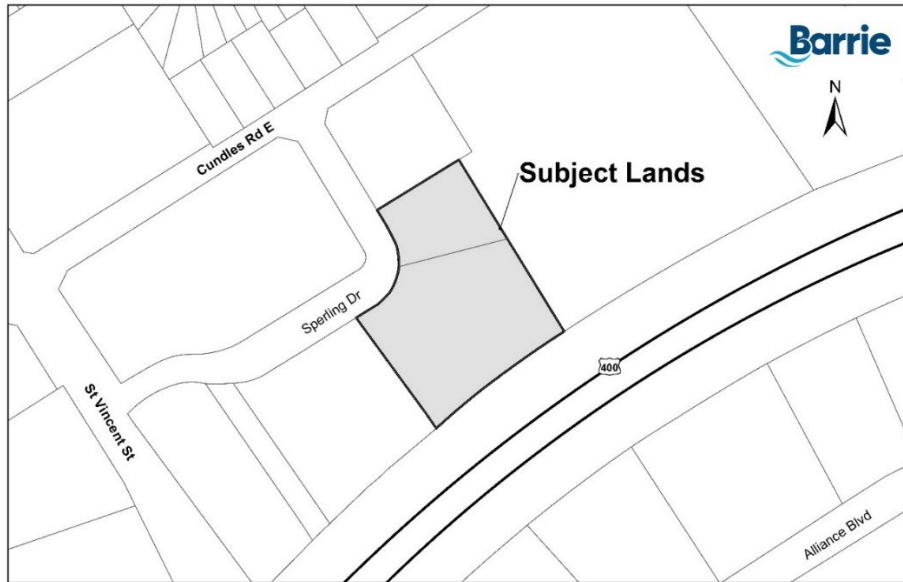 Barrie
N
Cundles Rd E
Subject Lands
Sperling Dr
400
St Vincent St
Alliance Blvd